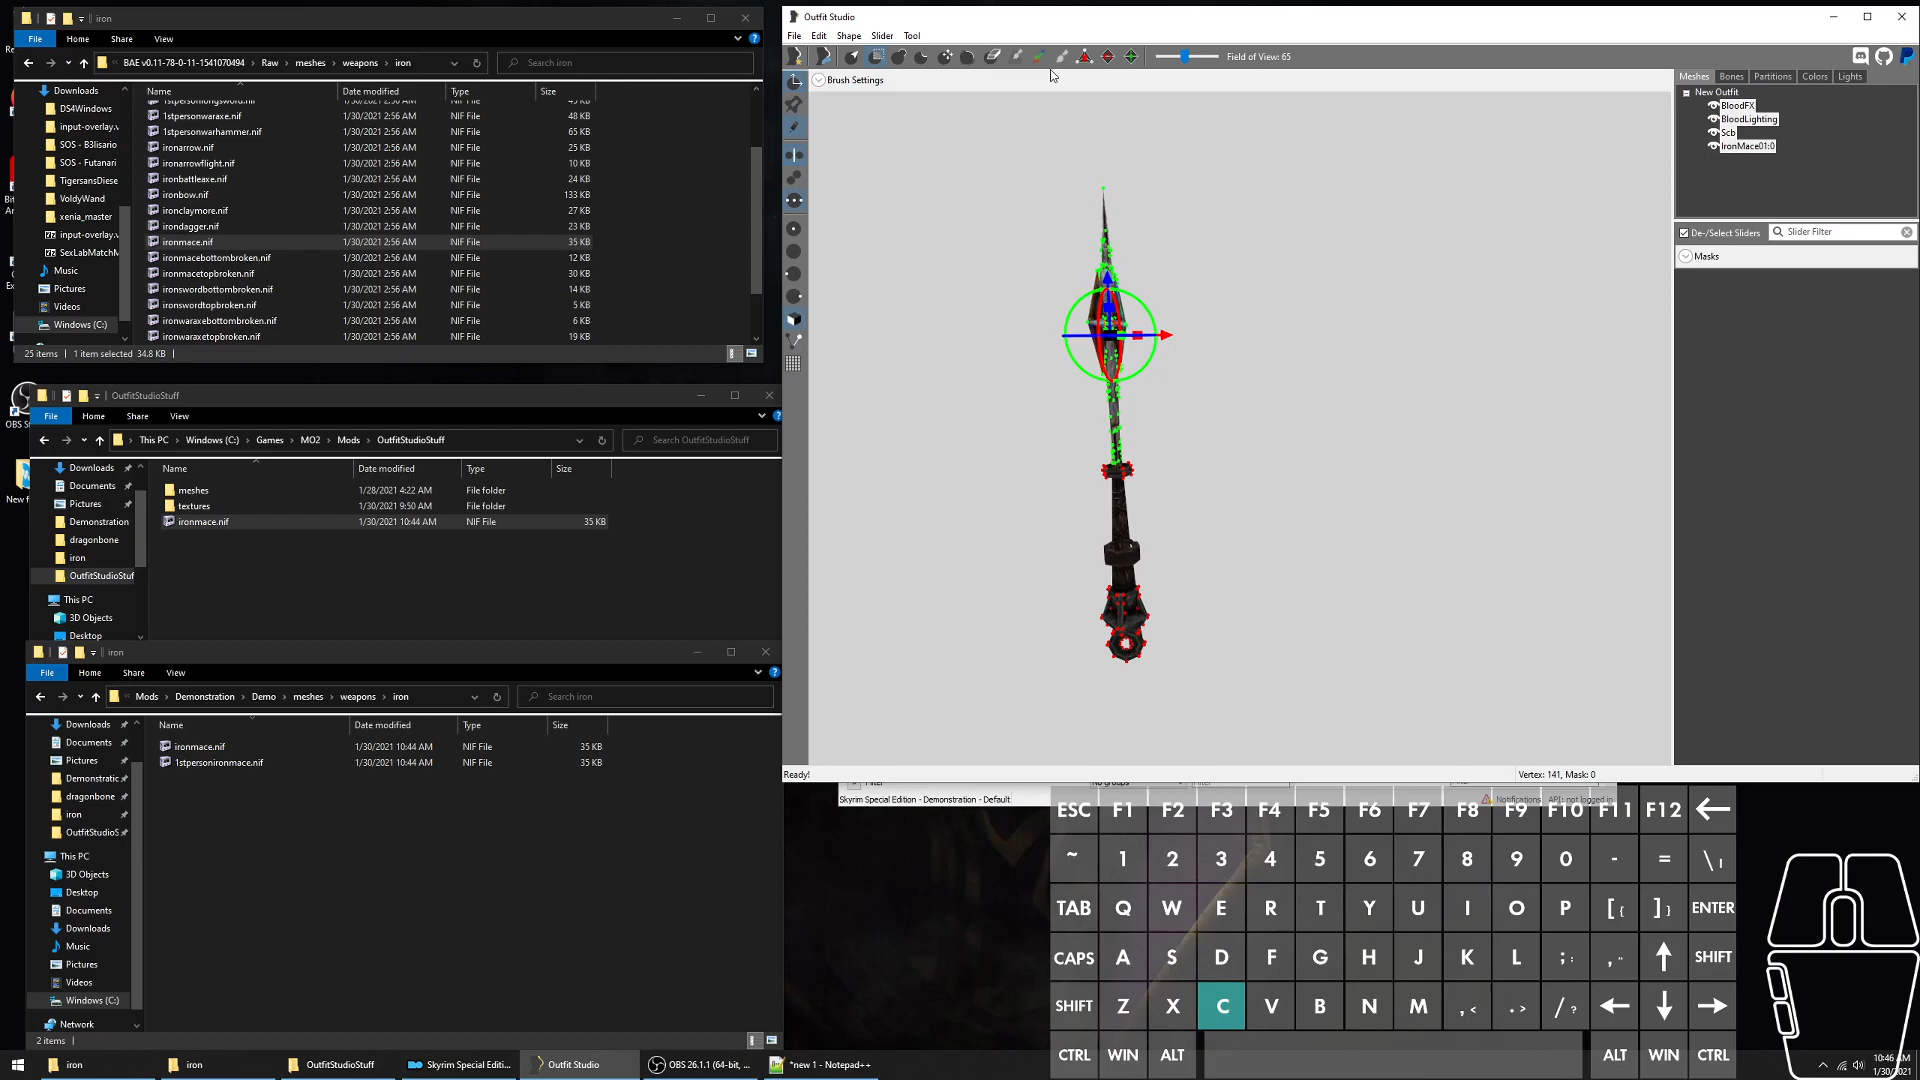 iron
File Home Share View
BAE v0.11-78-0-11-1541070494 Raw meshes weapons iron
Search iron
Downloads
DS4Windows
input-overlay.v
SOS - B3lisario
SOS - Futanari
TigersansDiese
VoldyWand
xenia_master
input-overlay.v
SexLabMatchM
Music
Pictures
Videos
Windows (C:)
Name Date modified Type Size
1stpersonlongsword.nif 1/30/2021 2:56 AM NIF File 45 KB
1stpersonwaraxe.nif 1/30/2021 2:56 AM NIF File 48 KB
1stpersonwarhammer.nif 1/30/2021 2:56 AM NIF File 65 KB
ironarrow.nif 1/30/2021 2:56 AM NIF File 25 KB
ironarrowflight.nif 1/30/2021 2:56 AM NIF File 10 KB
ironbattleaxe.nif 1/30/2021 2:56 AM NIF File 24 KB
ironbow.nif 1/30/2021 2:56 AM NIF File 133 KB
ironclaymore.nif 1/30/2021 2:56 AM NIF File 27 KB
irondagger.nif 1/30/2021 2:56 AM NIF File 23 KB
ironmace.nif 1/30/2021 2:56 AM NIF File 35 KB
ironmacebottombroken.nif 1/30/2021 2:56 AM NIF File 12 KB
ironmacetopbroken.nif 1/30/2021 2:56 AM NIF File 30 KB
ironswordbottombroken.nif 1/30/2021 2:56 AM NIF File 14 KB
ironswordtopbroken.nif 1/30/2021 2:56 AM NIF File 5 KB
ironwaraxebottombroken.nif 1/30/2021 2:56 AM NIF File 6 KB
ironwaraxetopbroken.nif 1/30/2021 2:56 AM NIF File 19 KB
25 items 1 item selected 34.8 KB
OutfitStudioStuff
File Home Share View
This PC Windows (C:) Games MO2 Mods OutfitStudioStuff
Search OutfitStudioStuff
Downloads
Documents
Pictures
Demonstration
dragonbone
iron
OutfitStudioStuf
This PC
3D Objects
Desktop
Name Date modified Type Size
meshes 1/28/2021 4:22 AM File folder
textures 1/30/2021 9:50 AM File folder
ironmace.nif 1/30/2021 10:44 AM NIF File 35 KB
iron
File Home Share View
Mods Demonstration Demo meshes weapons iron
Search iron
Downloads
Documents
Pictures
Demonstratic
dragonbone
iron
OutfitStudioS
This PC
3D Objects
Desktop
Documents
Downloads
Music
Pictures
Videos
Windows (C:)
Network
Name Date modified Type Size
ironmace.nif 1/30/2021 10:44 AM NIF File 35 KB
1stpersonironmace.nif 1/30/2021 10:44 AM NIF File 35 KB
2 items
Outfit Studio
File Edit Shape Slider Tool
Field of View: 65
Brush Settings
Meshes Bones Partitions Colors Lights
New Outfit
BloodFX
BloodLighting
Scb
IronMace01:0
De-/Select Sliders
Slider Filter
Masks
Ready!
Vertex: 141, Mask: 0
Filter No groups
Skyrim Special Edition - Demonstration - Default
Notifications API: not logged in
ESC F1 F2 F3 F4 F5 F6 F7 F8 F9 F10 F11 F12
~ 1 2 3 4 5 6 7 8 9 0 - = \
TAB Q W E R T Y U I O P [ { ] } ENTER
CAPS A S D F G H J K L ; : , " SHIFT
SHIFT Z X C V B N M , < . > / ?
CTRL WIN ALT ALT WIN CTRL
iron
iron
OutfitStudioStuff
Skyrim Special Editi...
Outfit Studio
OBS 26.1.1 (64-bit, ...
*new 1 - Notepad++
10:46 AM
1/30/2021
OBS S
New f